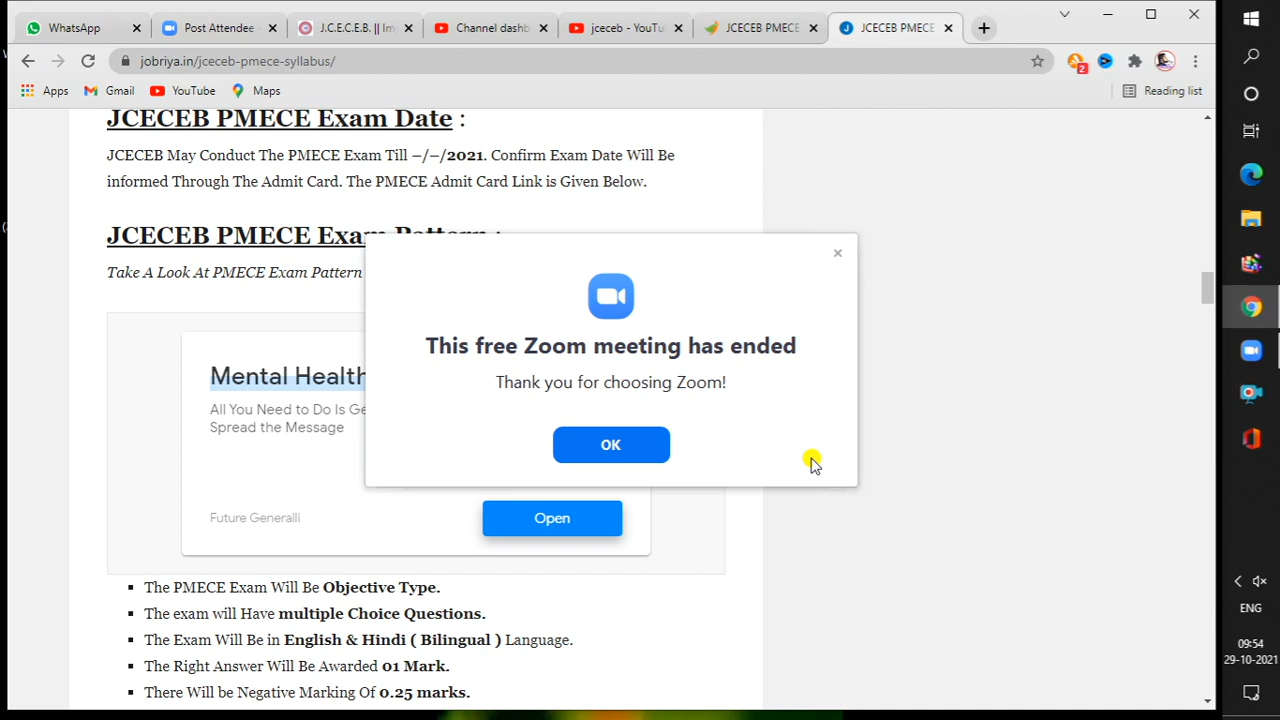 WhatsApp
Post Attendee
J.C.E.C.E.B. || Im
Channel dashb
jceceb - YouTu
JCECEB PMECE
JCECEB PMECE
jobriya.in/jceceb-pmece-syllabus/
2
Apps
Gmail
YouTube
Maps
Reading list
JCECEB PMECE Exam Date :
JCECEB May Conduct The PMECE Exam Till –/–/2021. Confirm Exam Date Will Be
informed Through The Admit Card. The PMECE Admit Card Link is Given Below.
JCECEB PMECE Exam Pattern :
Take A Look At PMECE Exam Pattern
This free Zoom meeting has ended
Thank you for choosing Zoom!
OK
Mental Health
All You Need to Do Is Ge
Spread the Message
Future Generalli
Open
The PMECE Exam Will Be Objective Type.
The exam will Have multiple Choice Questions.
The Exam Will Be in English & Hindi ( Bilingual ) Language.
The Right Answer Will Be Awarded 01 Mark.
There Will be Negative Marking Of 0.25 marks.
ENG
09:54
29-10-2021